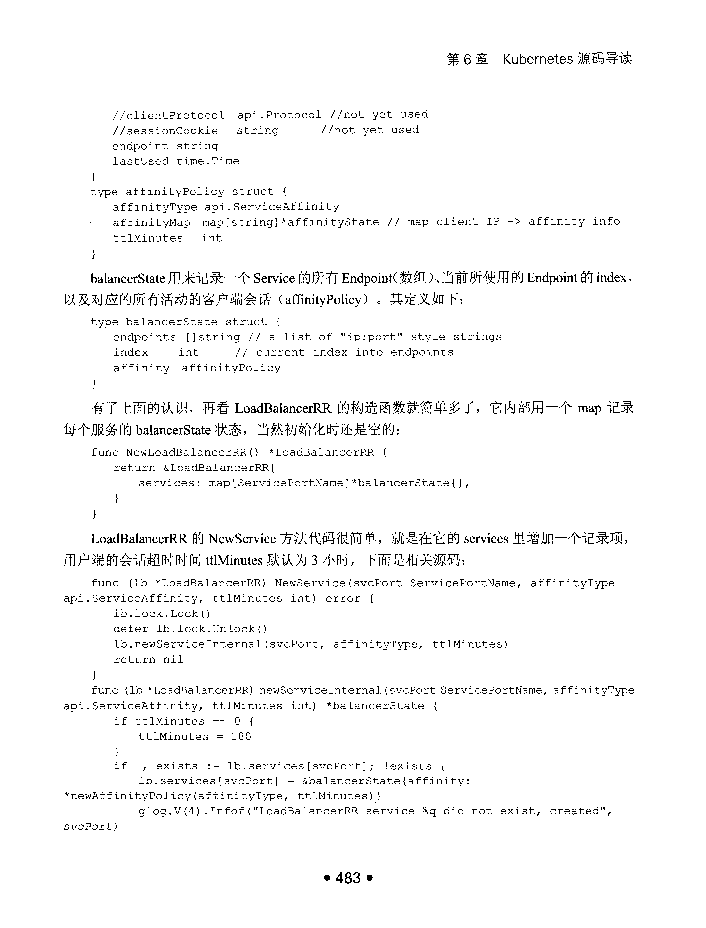 第 6 章 Kubernetes 源码导读
//clientProtocol api.Protocol //not yet used
//sessionCookie string //not yet used
endpoint string
lastUsed time.Time
}
type affinityPolicy struct {
affinityType api.ServiceAffinity
affinityMap map[string]*affinityState // map client IP -> affinity info
ttlMinutes int
}
balancerState 用来记录一个 Service 的所有 Endpoint（数组）、当前所使用的 Endpoint 的 index，
以及对应的所有活动的客户端会话（affinityPolicy）。其定义如下：
type balancerState struct {
endpoints []string // a list of "ip:port" style strings
index int // current index into endpoints
affinity affinityPolicy
}
有了上面的认识，再看 LoadBalancerRR 的构造函数就简单多了，它内部用一个 map 记录
每个服务的 balancerState 状态，当然初始化时还是空的：
func NewLoadBalancerRR() *LoadBalancerRR {
return &LoadBalancerRR{
services: map[ServicePortName]*balancerState{},
}
}
LoadBalancerRR 的 NewService 方法代码很简单，就是在它的 services 里增加一个记录项，
用户端的会话超时时间 ttlMinutes 默认为 3 小时，下面是相关源码：
func (lb *LoadBalancerRR) NewService(svcPort ServicePortName, affinityType
api.ServiceAffinity, ttlMinutes int) error {
lb.lock.Lock()
defer lb.lock.Unlock()
lb.newServiceInternal(svcPort, affinityType, ttlMinutes)
return nil
}
func (lb *LoadBalancerRR) newServiceInternal(svcPort ServicePortName, affinityType
api.ServiceAffinity, ttlMinutes int) *balancerState {
if ttlMinutes == 0 {
ttlMinutes = 180
}
if _, exists := lb.services[svcPort]; !exists {
lb.services[svcPort] = &balancerState{affinity:
*newAffinityPolicy(affinityType, ttlMinutes)}
glog.V(4).Infof("LoadBalancerRR service %q did not exist, created",
svcPort)
• 483 •